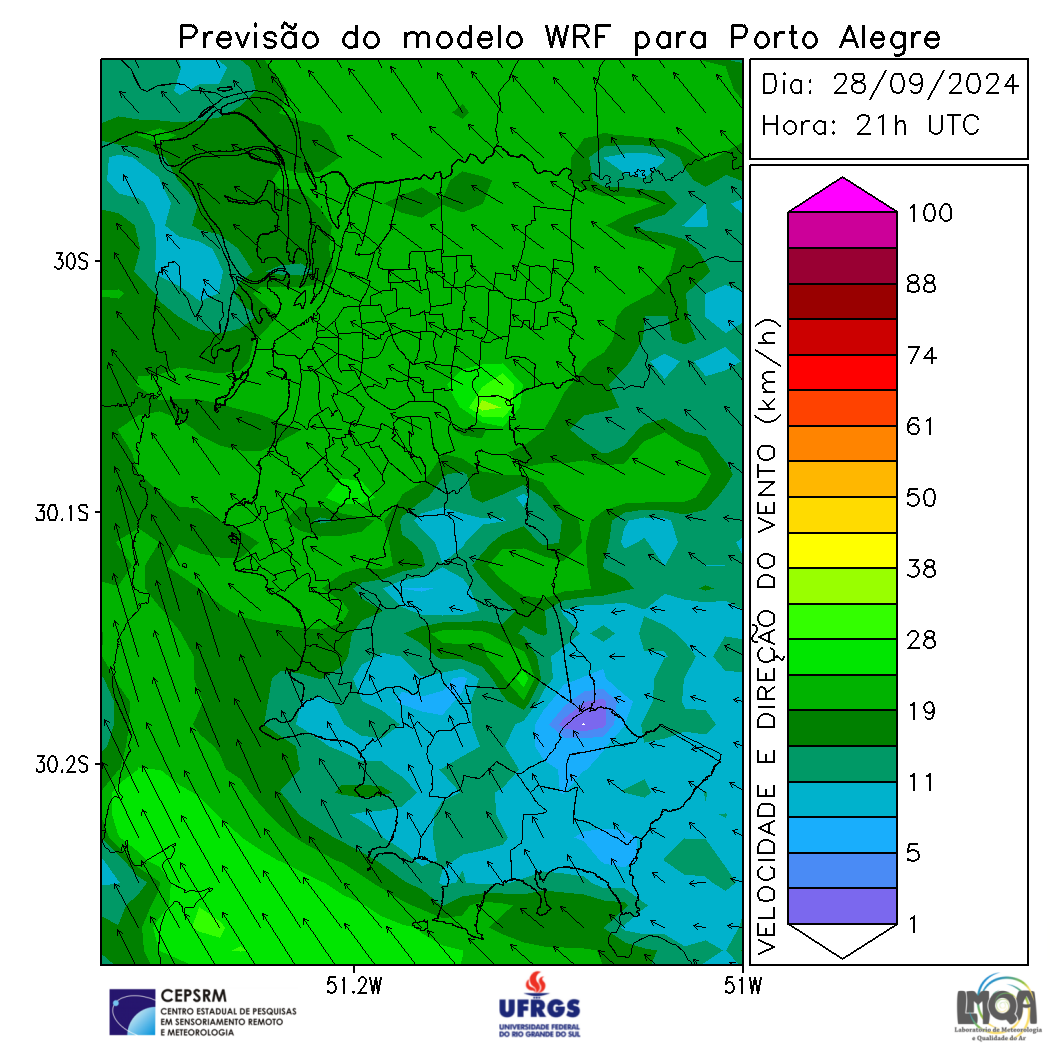 Previsão do modelo WRF para Porto Alegre
Dia: 28/09/2024
Hora: 21h UTC
30S
30.1S
30.2S
51.2W
51W
VELOCIDADE E DIREÇÃO DO VENTO (km/h)
100
88
74
61
50
38
28
19
11
5
1
CEPSRM
CENTRO ESTADUAL DE PESQUISAS
EM SENSORIAMENTO REMOTO
E METEOROLOGIA
UFRGS
UNIVERSIDADE FEDERAL
DO RIO GRANDE DO SUL
LMQA
Laboratório de Meteorologia
e Qualidade do Ar